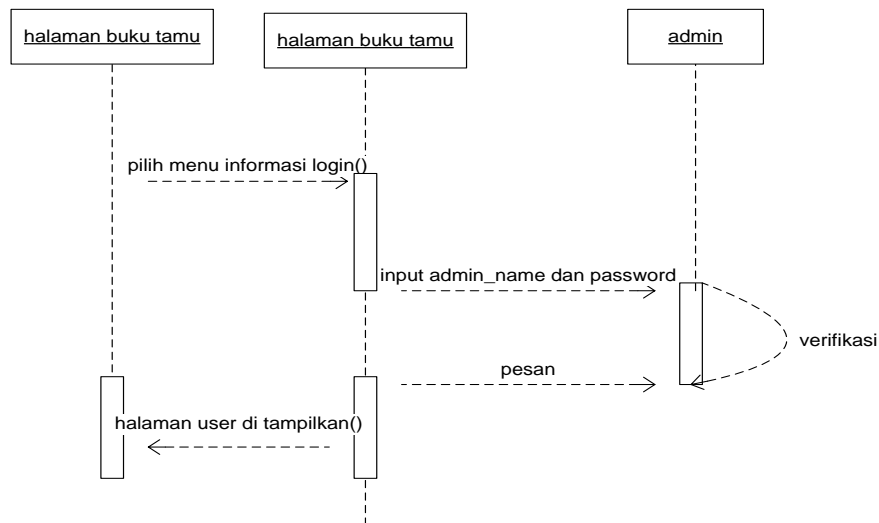 halaman buku tamu
halaman buku tamu
admin
pilih menu informasi login()
input admin_name dan password
verifikasi
pesan
halaman user di tampilkan()